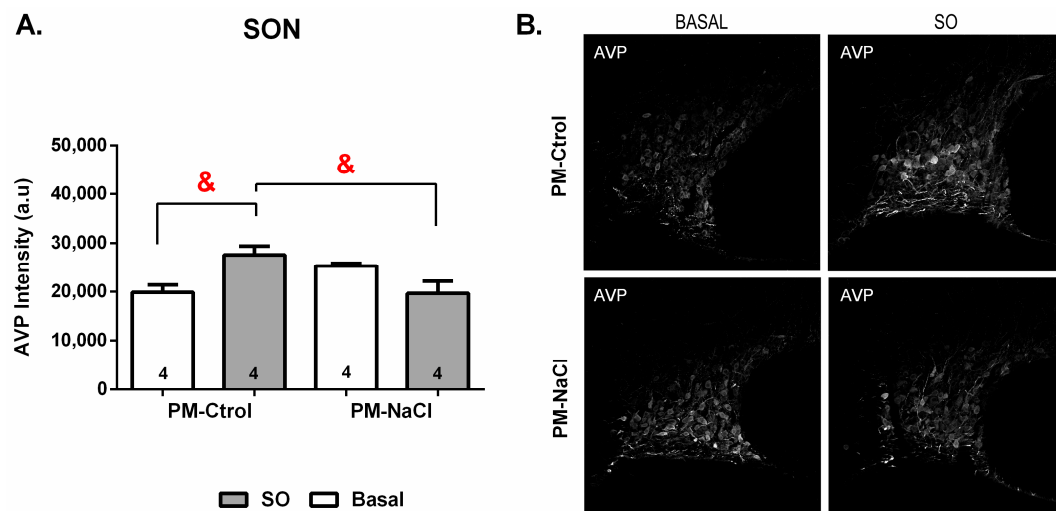 A.
SON
50,000
40,000
30,000
20,000
10,000
0
AVP Intensity (a.u)
&
&
4
4
4
4
PM-Ctrol
PM-NaCl
SO
Basal
B.
BASAL
SO
PM-Ctrol
AVP
AVP
PM-NaCl
AVP
AVP